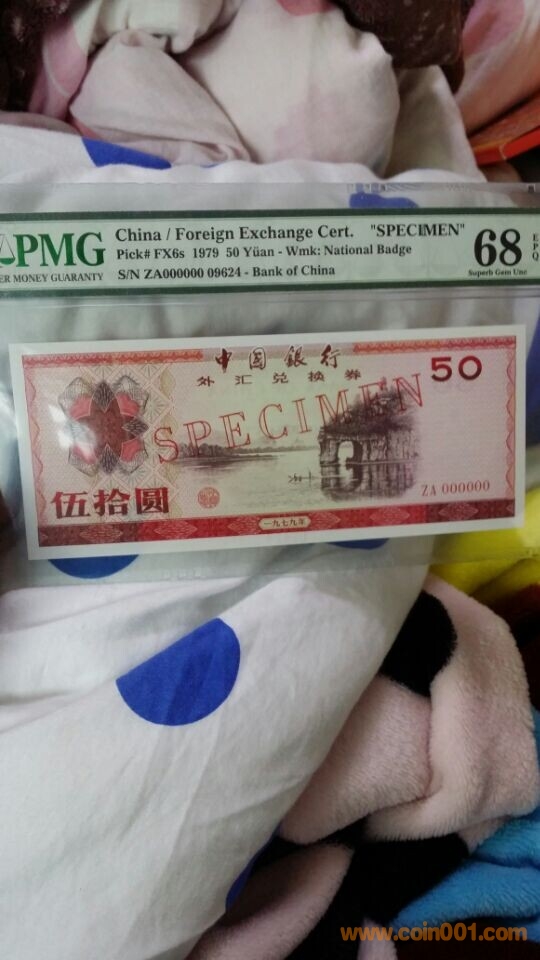 PMG
ER MONEY GUARANTY
China / Foreign Exchange Cert. "SPECIMEN"
Pick# FX6s 1979 50 Yüan - Wmk: National Badge
S/N ZA000000 09624 - Bank of China
68
EPQ
Superb Gem Unc
中国银行
外汇兑换券
50
SPECIMEN
ZA 000000
伍拾圆
一九七九年
www.coin001.com